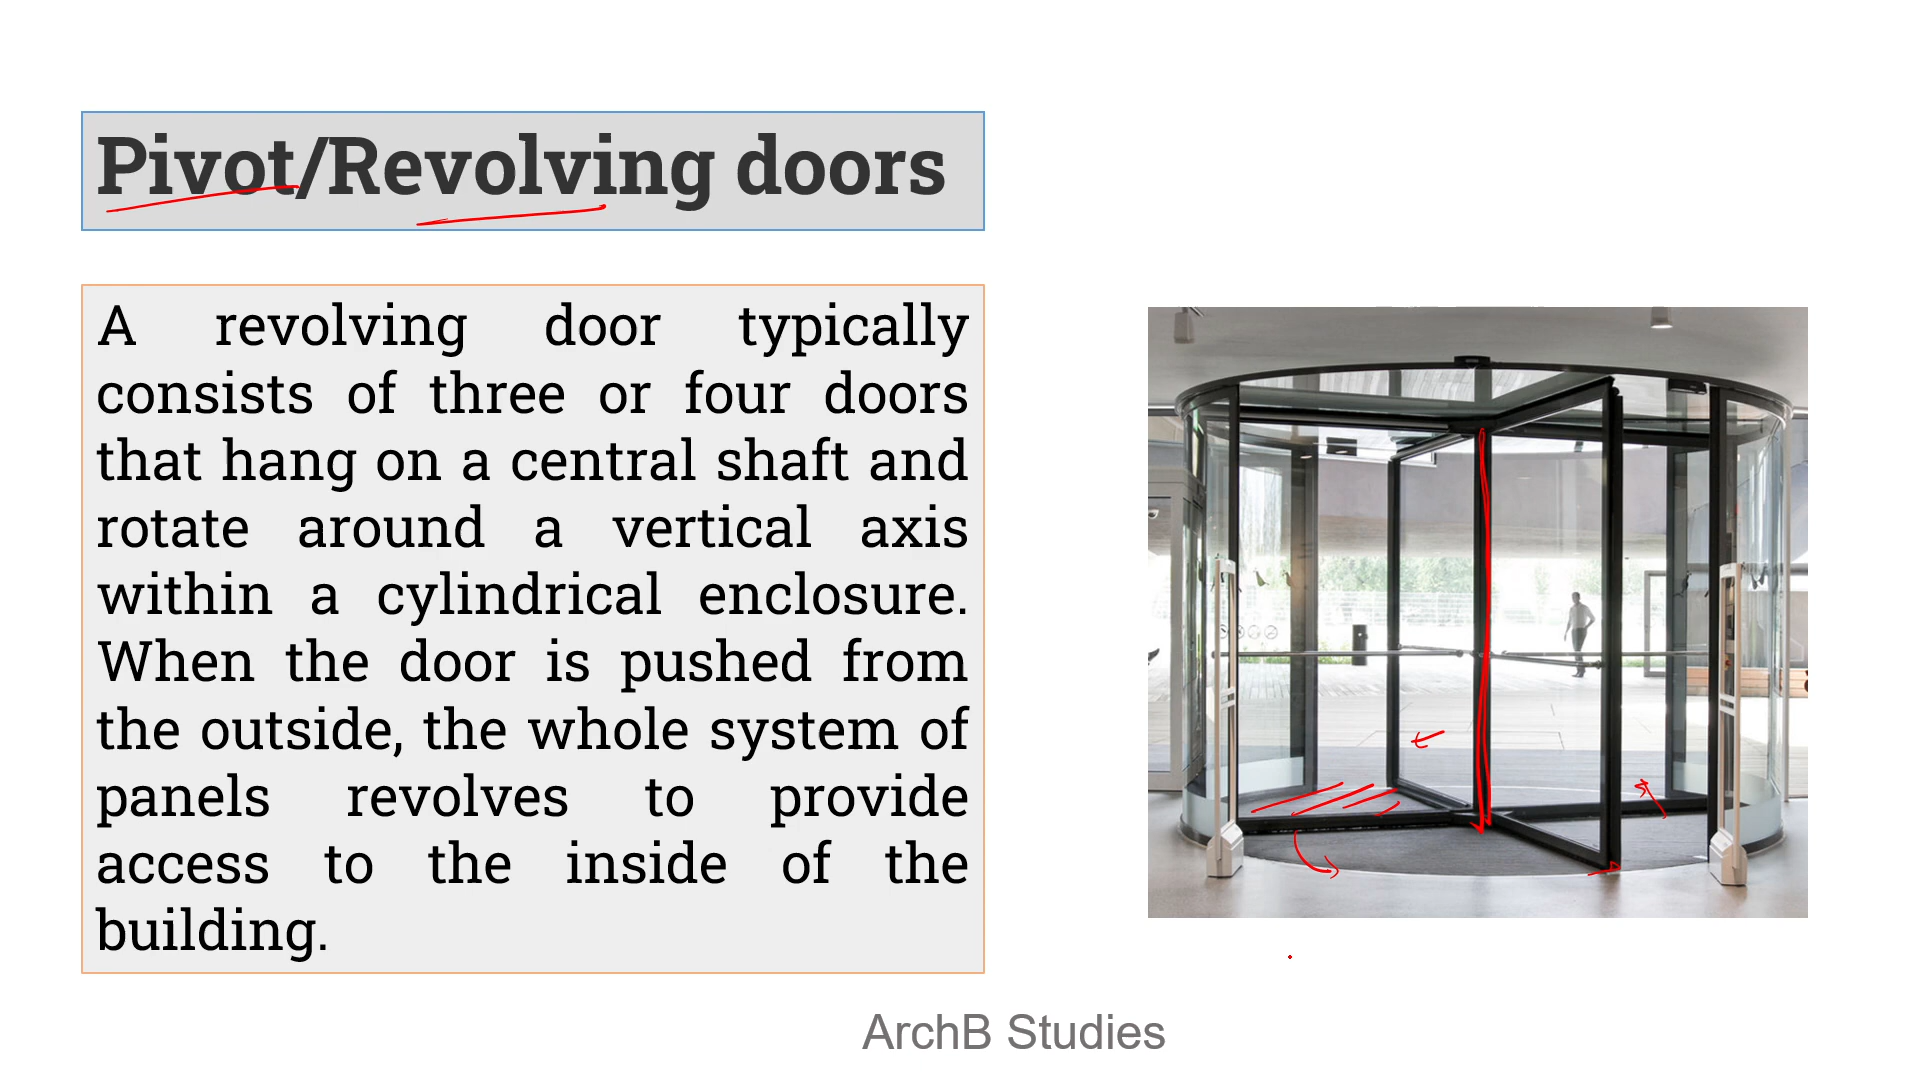 Pivot/Revolving doors
A revolving door typically
consists of three or four doors
that hang on a central shaft and
rotate around a vertical axis
within a cylindrical enclosure.
When the door is pushed from
the outside, the whole system of
panels revolves to provide
access to the inside of the
building.
ArchB Studies